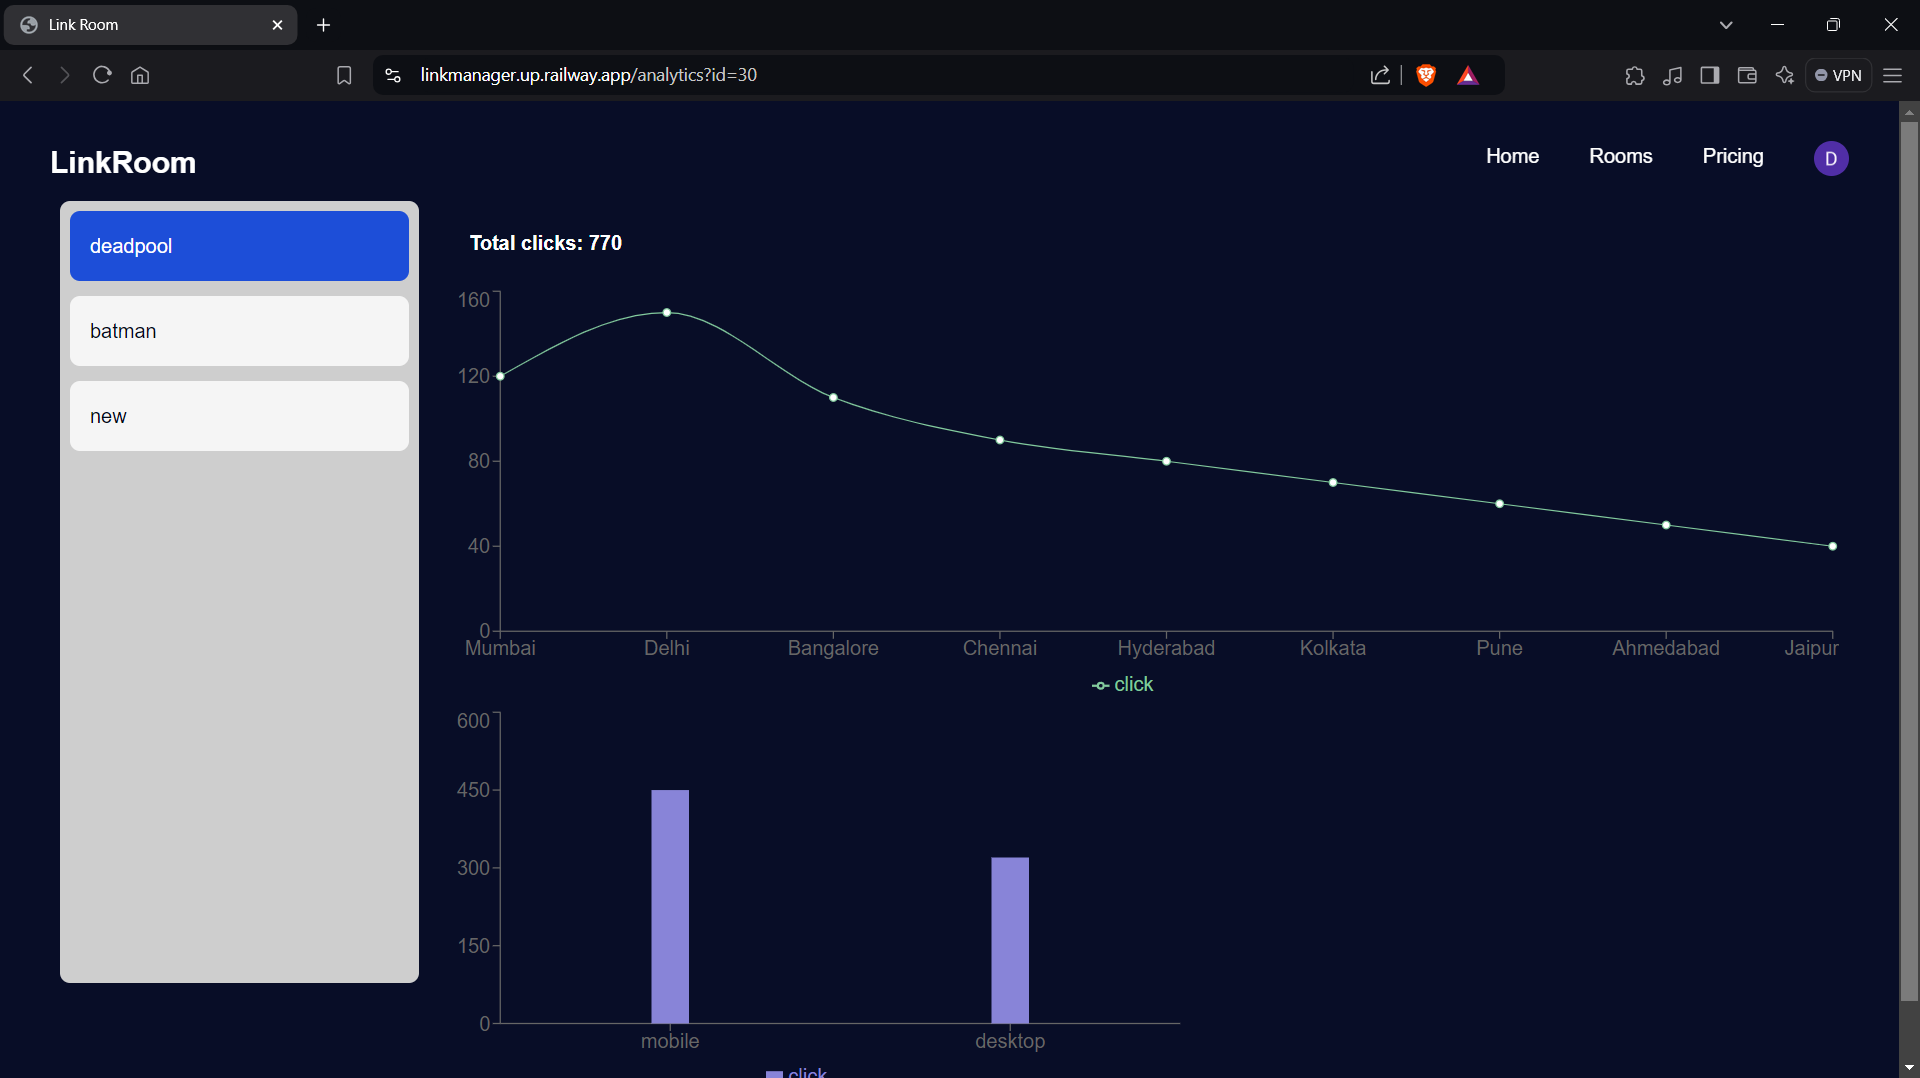 Link Room
linkmanager.up.railway.app/analytics?id=30
VPN
LinkRoom
Home
Rooms
Pricing
D
deadpool
batman
new
Total clicks: 770
160
120
80
40
0
Mumbai
Delhi
Bangalore
Chennai
Hyderabad
Kolkata
Pune
Ahmedabad
Jaipur
click
600
450
300
150
0
mobile
desktop
click